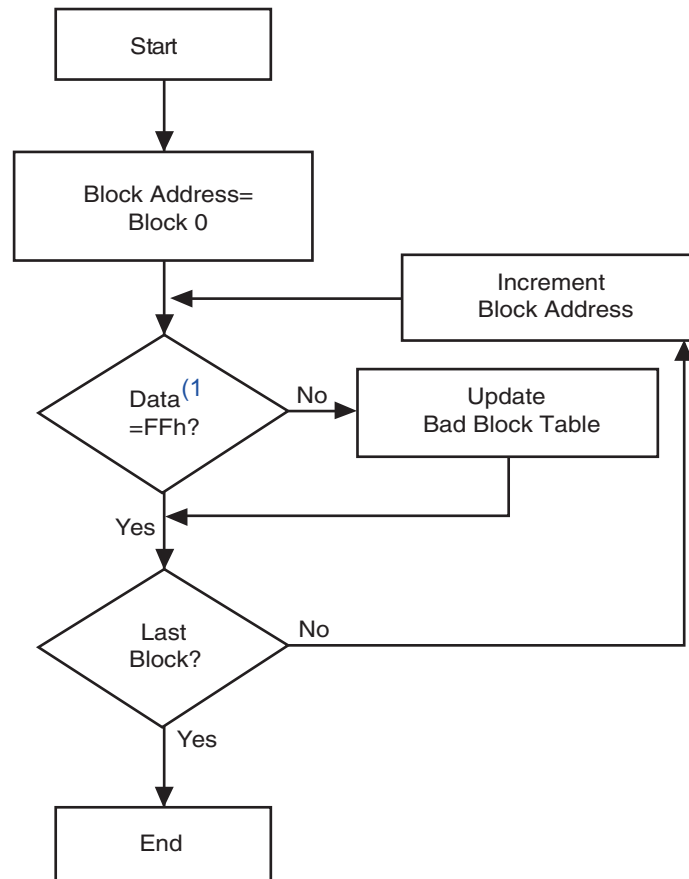 Start
Block Address=
Block 0
Increment
Block Address
Data(1
=FFh?
No
Update
Bad Block Table
Yes
Last
Block?
No
Yes
End